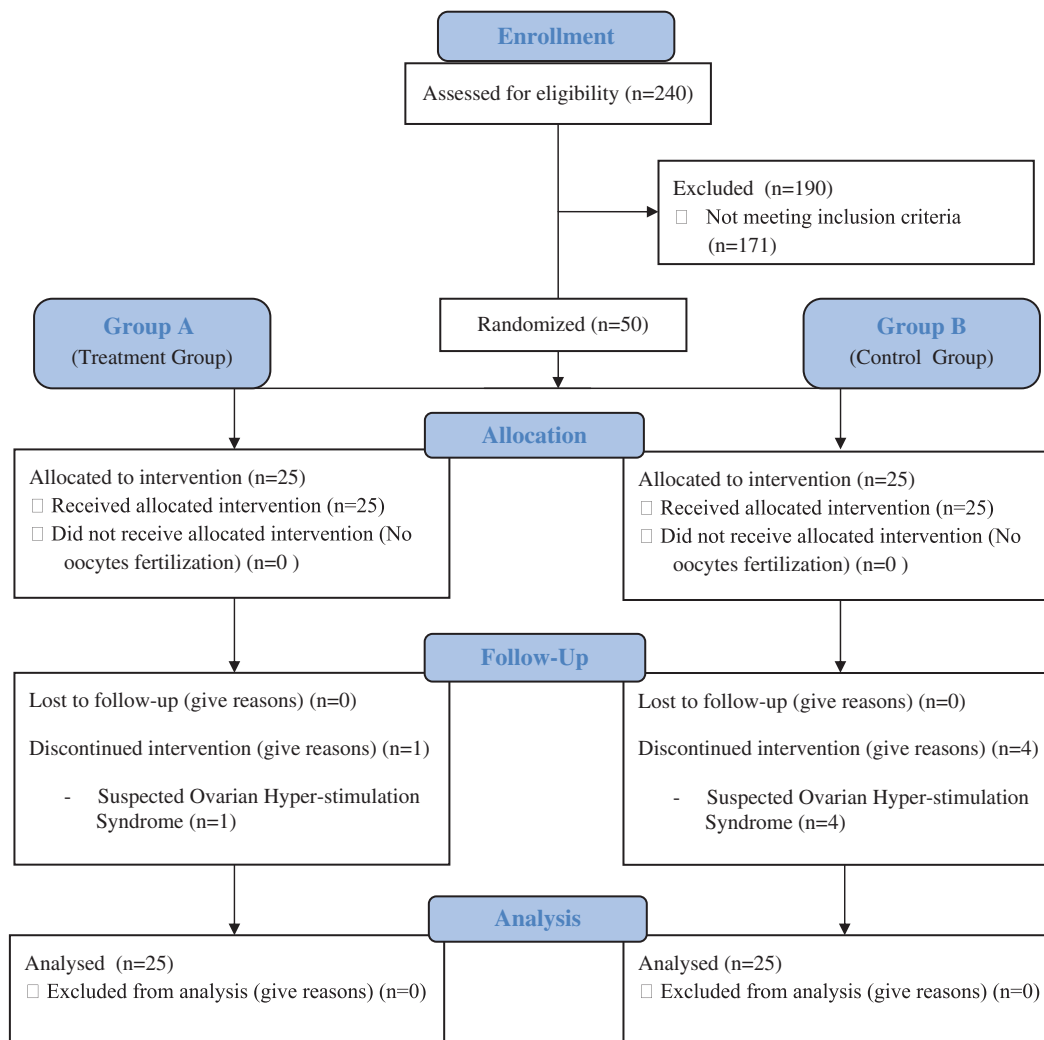 Enrollment
Assessed for eligibility (n=240)
Excluded (n=190)
□ Not meeting inclusion criteria
(n=171)
Randomized (n=50)
Group A
(Treatment Group)
Group B
(Control Group)
Allocation
Allocated to intervention (n=25)
□ Received allocated intervention (n=25)
□ Did not receive allocated intervention (No
oocytes fertilization) (n=0 )
Allocated to intervention (n=25)
□ Received allocated intervention (n=25)
□ Did not receive allocated intervention (No
oocytes fertilization) (n=0 )
Follow-Up
Lost to follow-up (give reasons) (n=0)
Discontinued intervention (give reasons) (n=1)
- Suspected Ovarian Hyper-stimulation
Syndrome (n=1)
Lost to follow-up (give reasons) (n=0)
Discontinued intervention (give reasons) (n=4)
- Suspected Ovarian Hyper-stimulation
Syndrome (n=4)
Analysis
Analysed (n=25)
□ Excluded from analysis (give reasons) (n=0)
Analysed (n=25)
□ Excluded from analysis (give reasons) (n=0)